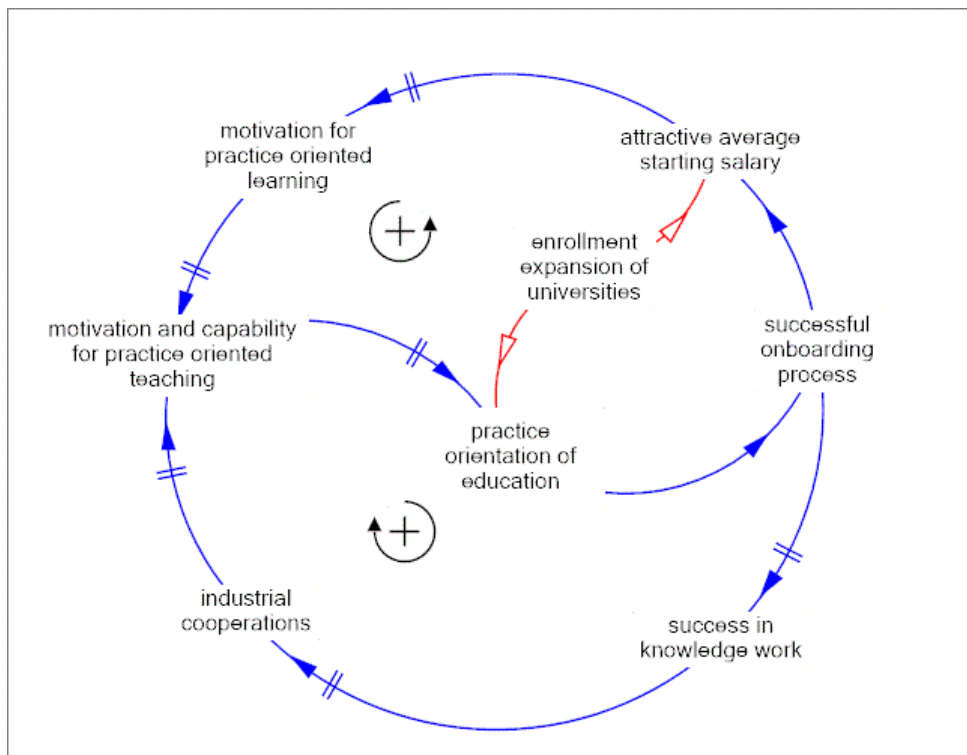 motivation for
practice oriented
learning
attractive average
starting salary
enrollment
expansion of
universities
motivation and capability
for practice oriented
teaching
successful
onboarding
process
practice
orientation of
education
industrial
cooperations
success in
knowledge work